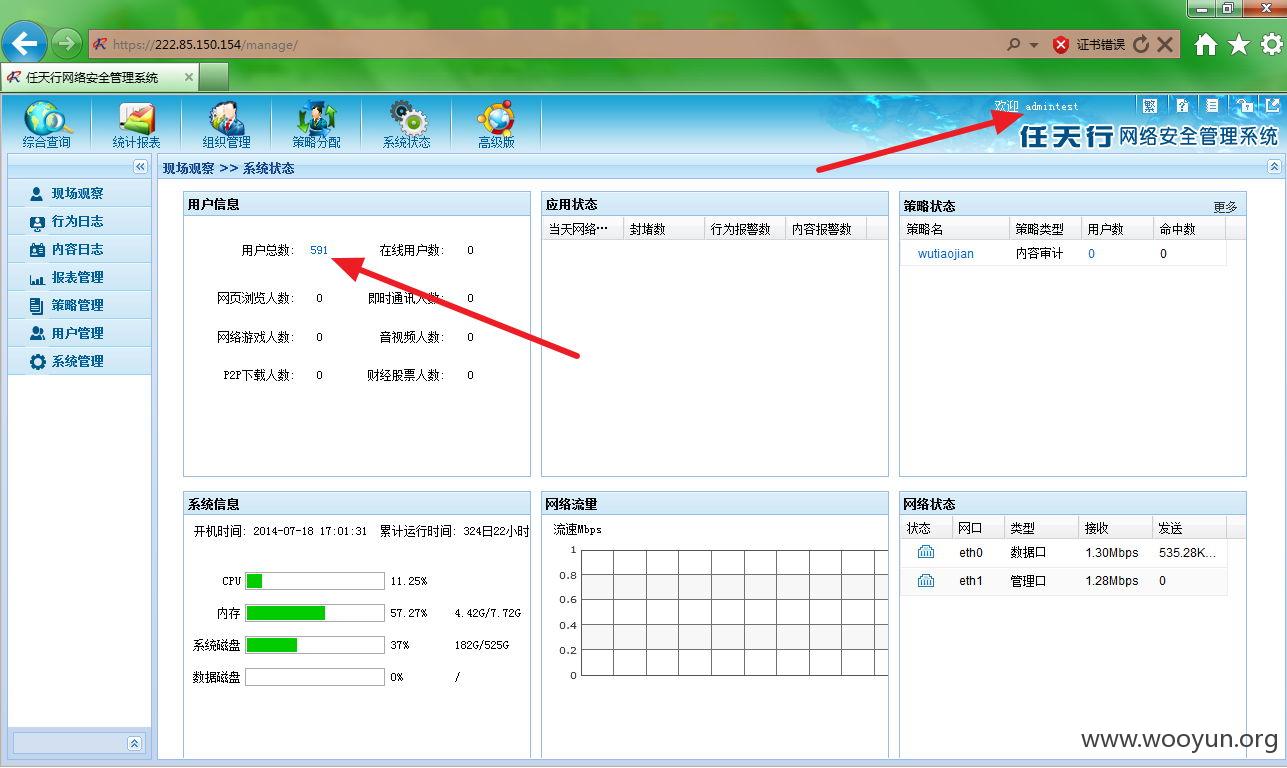 https://222.85.150.154/manage/
证书错误
任天行网络安全管理系统
综合查询 统计报表 组织管理 策略分配 系统状态 高级版
欢迎 admintest
任天行网络安全管理系统
现场观察 >> 系统状态
现场观察
行为日志
内容日志
报表管理
策略管理
用户管理
系统管理
用户信息
用户总数: 591 在线用户数: 0
网页浏览人数: 0 即时通讯人数: 0
网络游戏人数: 0 音视频人数: 0
P2P下载人数: 0 财经股票人数: 0
应用状态
当天网络… 封堵数 行为报警数 内容报警数
策略状态 更多
策略名 策略类型 用户数 命中数
wutiaojian 内容审计 0 0
系统信息
开机时间: 2014-07-18 17:01:31 累计运行时间: 324日22小时
CPU 11.25%
内存 57.27% 4.42G/7.72G
系统磁盘 37% 182G/525G
数据磁盘 0% /
网络流量
流速Mbps
1
0.8
0.6
0.4
0.2
0
网络状态
状态 网口 类型 接收 发送
eth0 数据口 1.30Mbps 535.28K...
eth1 管理口 1.28Mbps 0
www.wooyun.org